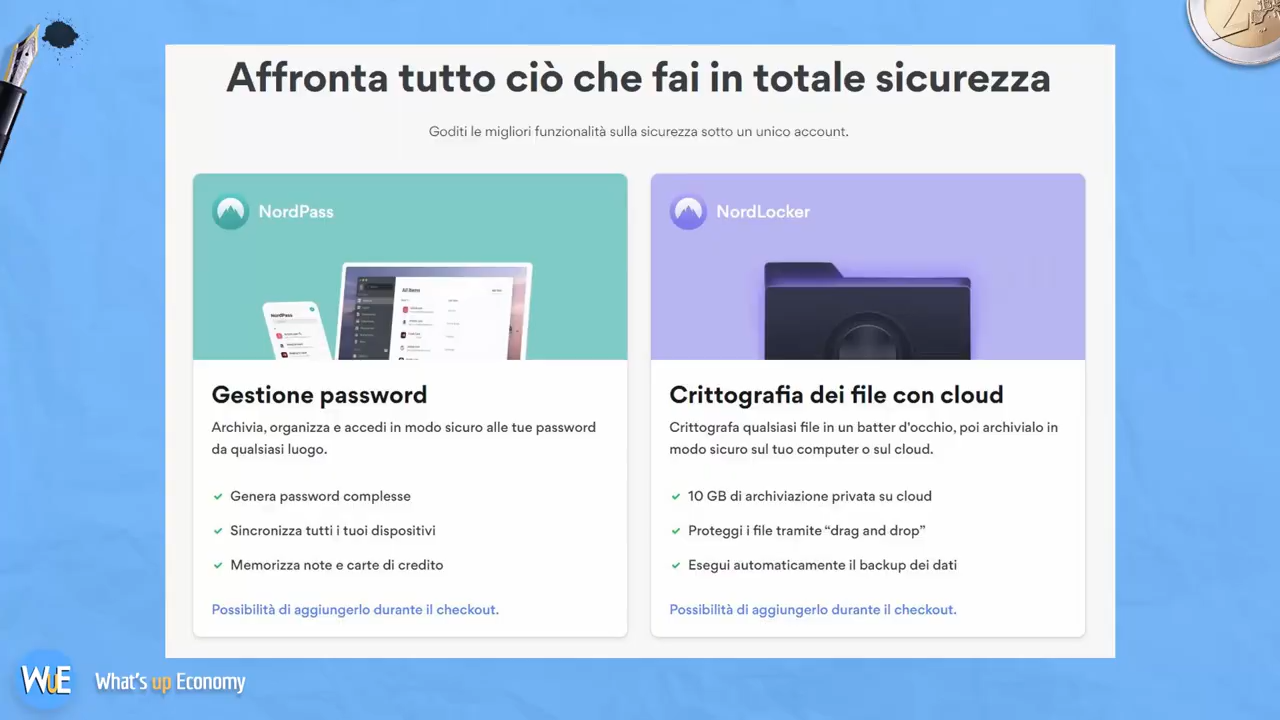 Affronta tutto ciò che fai in totale sicurezza
Goditi le migliori funzionalità sulla sicurezza sotto un unico account.
NordPass
NordPass
All Items
Gestione password
Archivia, organizza e accedi in modo sicuro alle tue password
da qualsiasi luogo.
Genera password complesse
Sincronizza tutti i tuoi dispositivi
Memorizza note e carte di credito
Possibilità di aggiungerlo durante il checkout.
NordLocker
Crittografia dei file con cloud
Crittografa qualsiasi file in un batter d'occhio, poi archivialo in
modo sicuro sul tuo computer o sul cloud.
10 GB di archiviazione privata su cloud
Proteggi i file tramite “drag and drop”
Esegui automaticamente il backup dei dati
Possibilità di aggiungerlo durante il checkout.
WuE What's up Economy